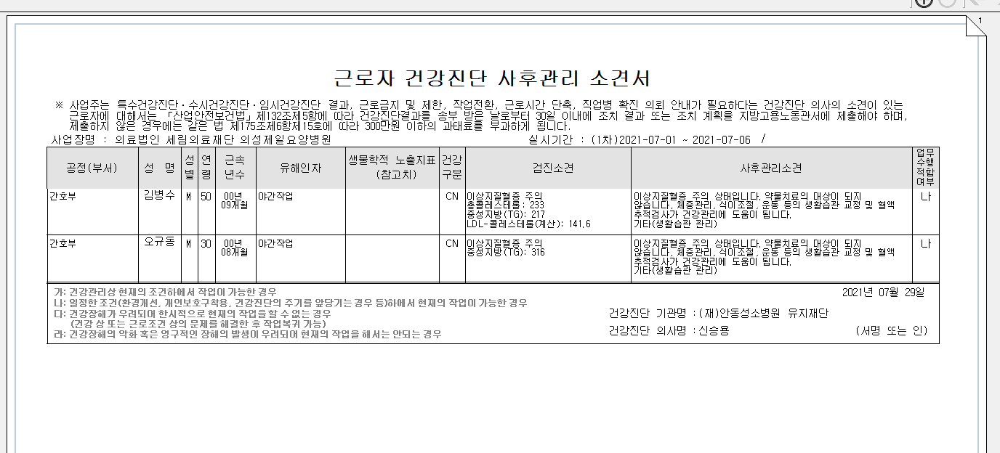 1
근로자 건강진단 사후관리 소견서
※ 사업주는 특수건강진단·수시건강진단·임시건강진단 결과, 근로금지 및 제한, 작업전환, 근로시간 단축, 직업병 확진 의뢰 안내가 필요하다는 건강진단 의사의 소견이 있는
근로자에 대해서는 「산업안전보건법」제132조제5항에 따라 건강진단결과를 송부 받은 날로부터 30일 이내에 조치 결과 또는 조치 계획을 지방고용노동관서에 제출해야 하며,
제출하지 않은 경우에는 같은 법 제175조제6항제15호에 따라 300만원 이하의 과태료를 부과하게 됩니다.
사업장명 : 의료법인 세림의료재단 의성제일요양병원 실시기간 : (1차)2021-07-01 ~ 2021-07-06 /
공정(부서) 성 명 성별 연령 근속년수 유해인자 생물학적 노출지표(참고치) 건강구분 검진소견 사후관리소견 업무수행적합여부
간호부 김병수 M 50 00년 09개월 야간작업 CN
이상지질혈증 주의
총콜레스테롤: 233
중성지방(TG): 217
LDL-콜레스테롤(계산): 141.6
이상지질혈증 주의 상태입니다. 약물치료의 대상이 되지
않습니다. 체중관리, 식이조절, 운동 등의 생활습관 교정 및 혈액
추적검사가 건강관리에 도움이 됩니다.
기타(생활습관 관리)
나
간호부 오규동 M 30 00년 08개월 야간작업 CN
이상지질혈증 주의
중성지방(TG): 316
이상지질혈증 주의 상태입니다. 약물치료의 대상이 되지
않습니다. 체중관리, 식이조절, 운동 등의 생활습관 교정 및 혈액
추적검사가 건강관리에 도움이 됩니다.
기타(생활습관 관리)
나
가: 건강관리상 현재의 조건하에서 작업이 가능한 경우
나: 일정한 조건(환경개선, 개인보호구착용, 건강진단의 주기를 앞당기는 경우 등)하에서 현재의 작업이 가능한 경우
다: 건강장해가 우려되어 한시적으로 현재의 작업을 할 수 없는 경우
(건강 상 또는 근로조건 상의 문제를 해결한 후 작업복귀 가능)
라: 건강장해의 악화 혹은 영구적인 장해의 발생이 우려되어 현재의 작업을 해서는 안되는 경우
2021년 07월 29일
건강진단 기관명 : (재)안동성소병원 유지재단
건강진단 의사명 : 신승용 (서명 또는 인)